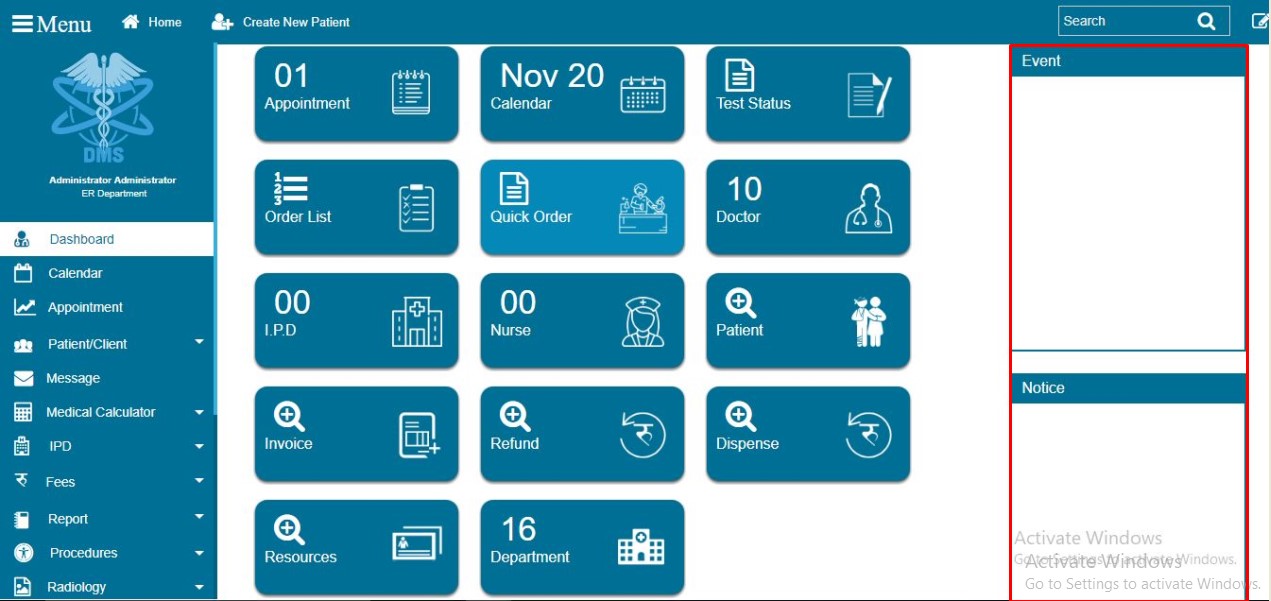 Menu
Home
Create New Patient
Search
DMS
Administrator Administrator
ER Department
Dashboard
Calendar
Appointment
Patient/Client
Message
Medical Calculator
IPD
Fees
Report
Procedures
Radiology
01
Appointment
Nov 20
Calendar
Test Status
1
2
3
Order List
Quick Order
10
Doctor
00
I.P.D
00
Nurse
Patient
Invoice
Refund
Dispense
Resources
16
Department
Event
Notice
Activate Windows
Go to Settings to activate Windows.
Activate Windows
Go to Settings to activate Windows.